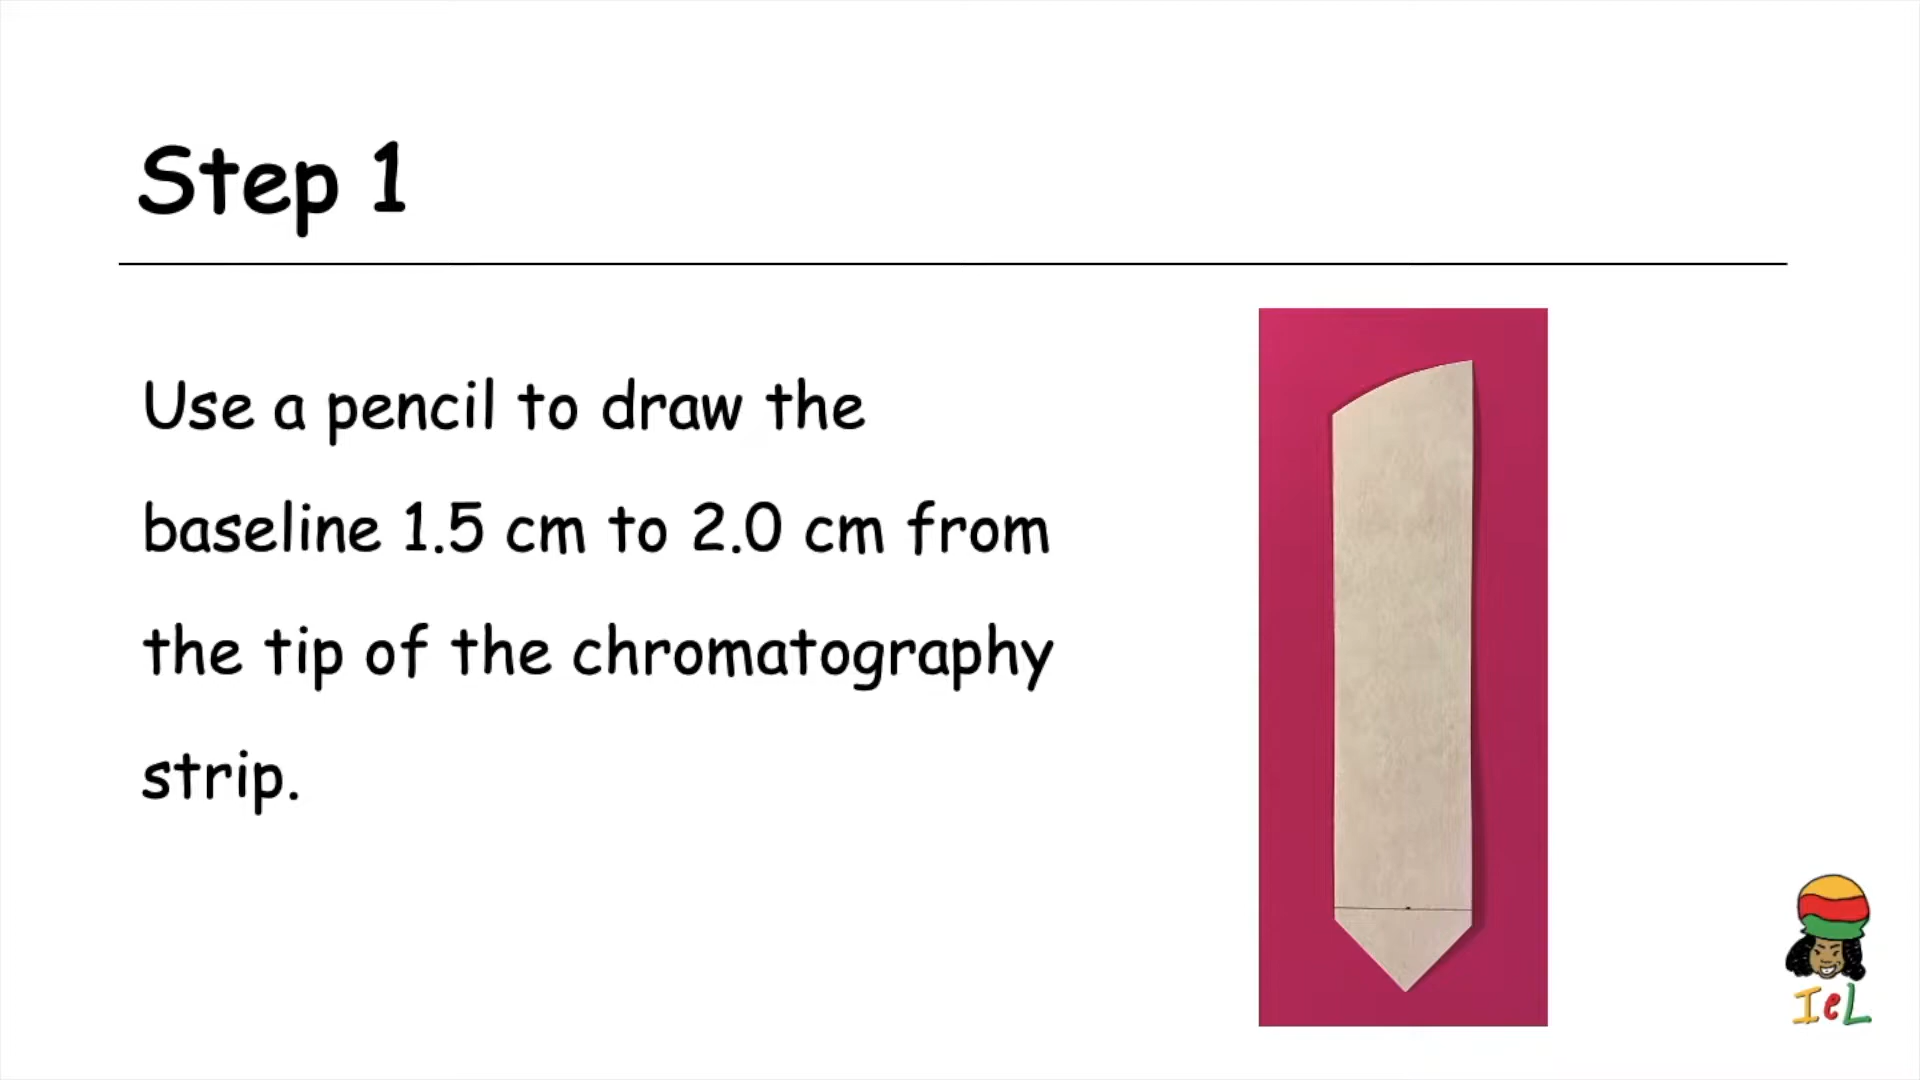 Step 1
Use a pencil to draw the
baseline 1.5 cm to 2.0 cm from
the tip of the chromatography
strip.
IeL